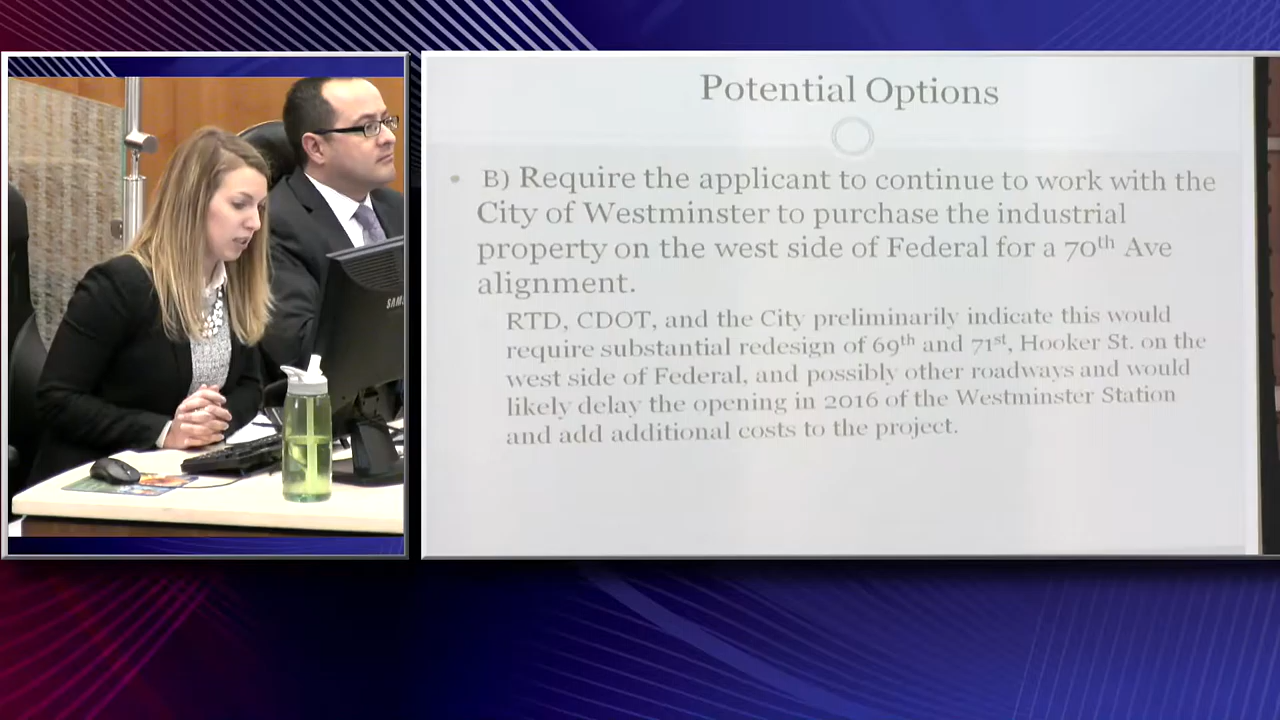 Potential Options
• B) Require the applicant to continue to work with the
City of Westminster to purchase the industrial
property on the west side of Federal for a 70th Ave
alignment.
RTD, CDOT, and the City preliminarily indicate this would
require substantial redesign of 69th and 71st, Hooker St. on the
west side of Federal, and possibly other roadways and would
likely delay the opening in 2016 of the Westminster Station
and add additional costs to the project.